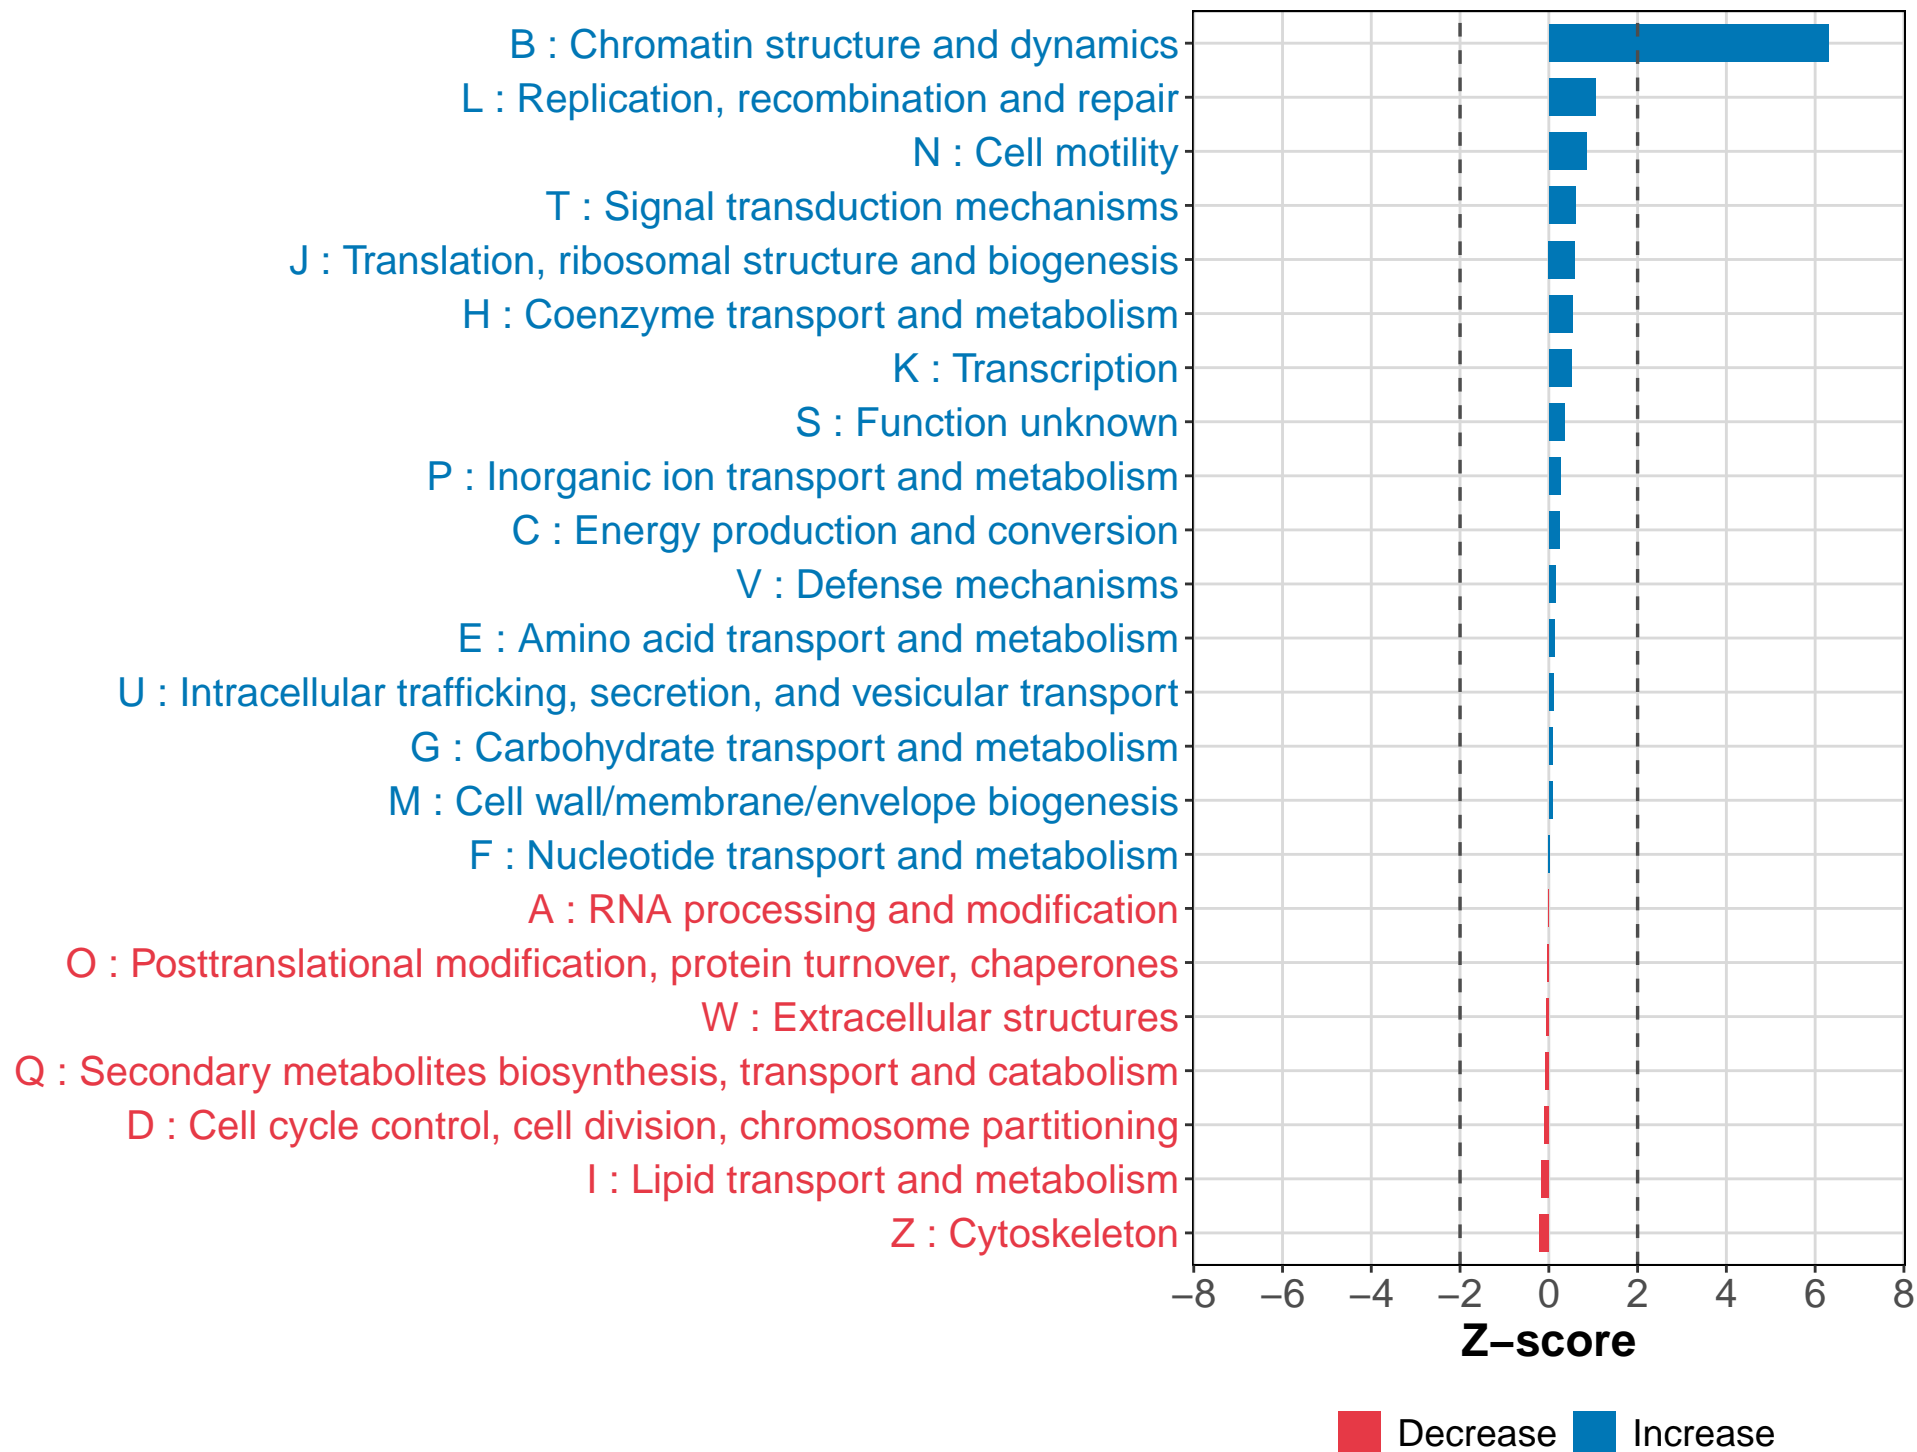 B : Chromatin structure and dynamics
L : Replication, recombination and repair
N : Cell motility
T : Signal transduction mechanisms
J : Translation, ribosomal structure and biogenesis
H : Coenzyme transport and metabolism
K : Transcription
S : Function unknown
P : Inorganic ion transport and metabolism
C : Energy production and conversion
V : Defense mechanisms
E : Amino acid transport and metabolism
U : Intracellular trafficking, secretion, and vesicular transport
G : Carbohydrate transport and metabolism
M : Cell wall/membrane/envelope biogenesis
F : Nucleotide transport and metabolism
A : RNA processing and modification
O : Posttranslational modification, protein turnover, chaperones
W : Extracellular structures
Q : Secondary metabolites biosynthesis, transport and catabolism
D : Cell cycle control, cell division, chromosome partitioning
I : Lipid transport and metabolism
Z : Cytoskeleton
−8 −6 −4 −2 0 2 4 6 8
Z−score
Decrease Increase